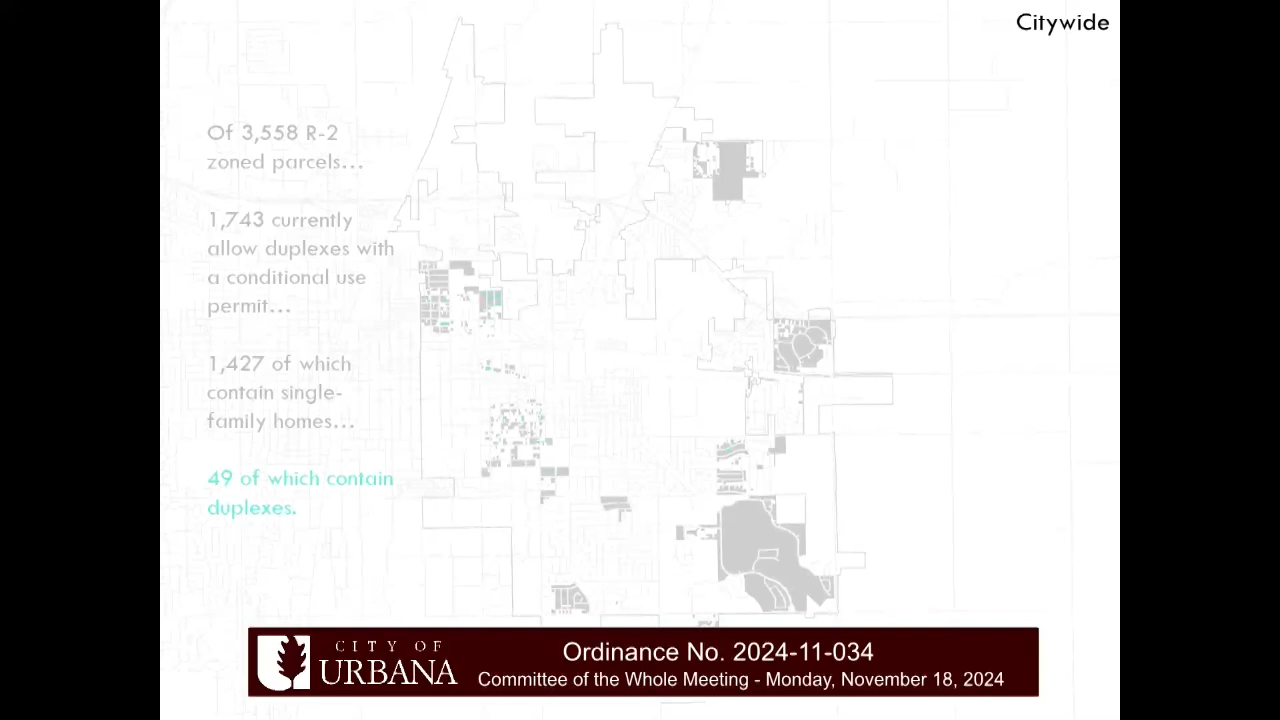 Citywide
Of 3,558 R-2
zoned parcels...
1,743 currently
allow duplexes with
a conditional use
permit...
1,427 of which
contain single-
family homes...
49 of which contain
duplexes.
CITY OF
URBANA
Ordinance No. 2024-11-034
Committee of the Whole Meeting - Monday, November 18, 2024